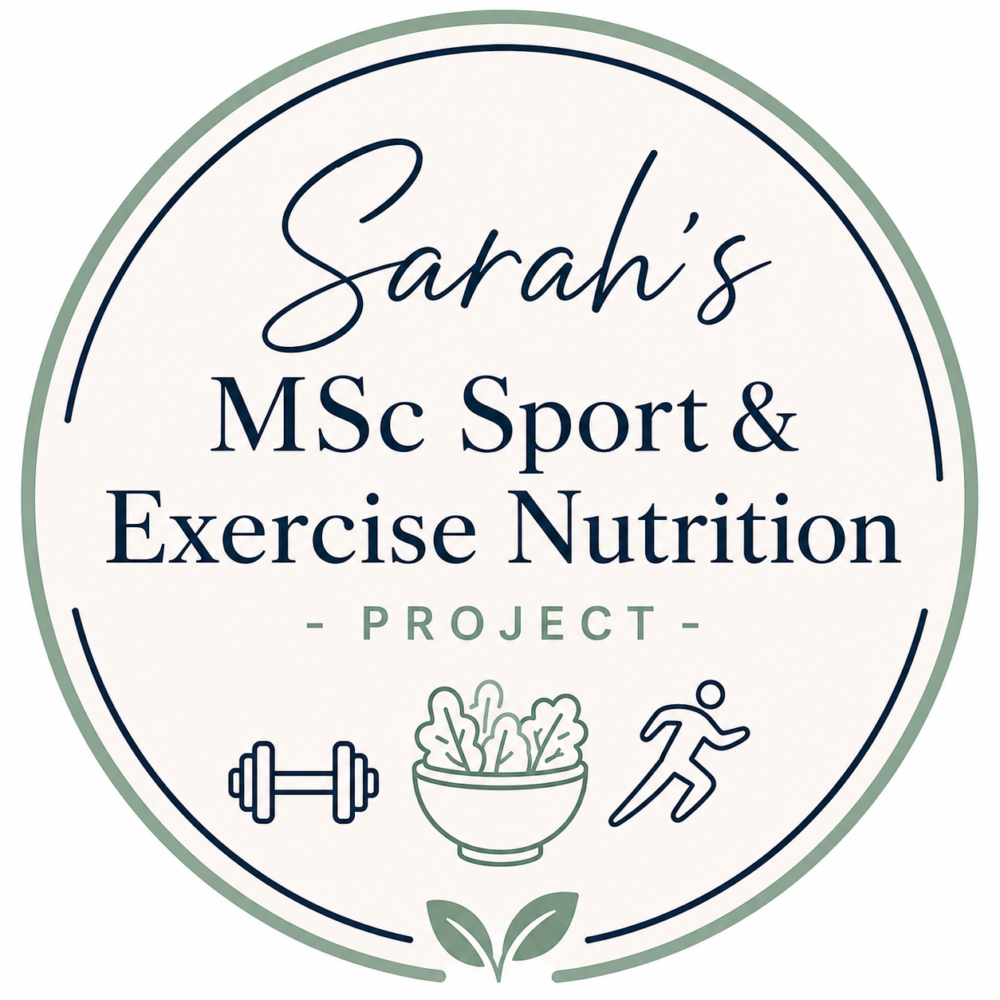 Sarah's
MSc Sport &
Exercise Nutrition
- PROJECT -